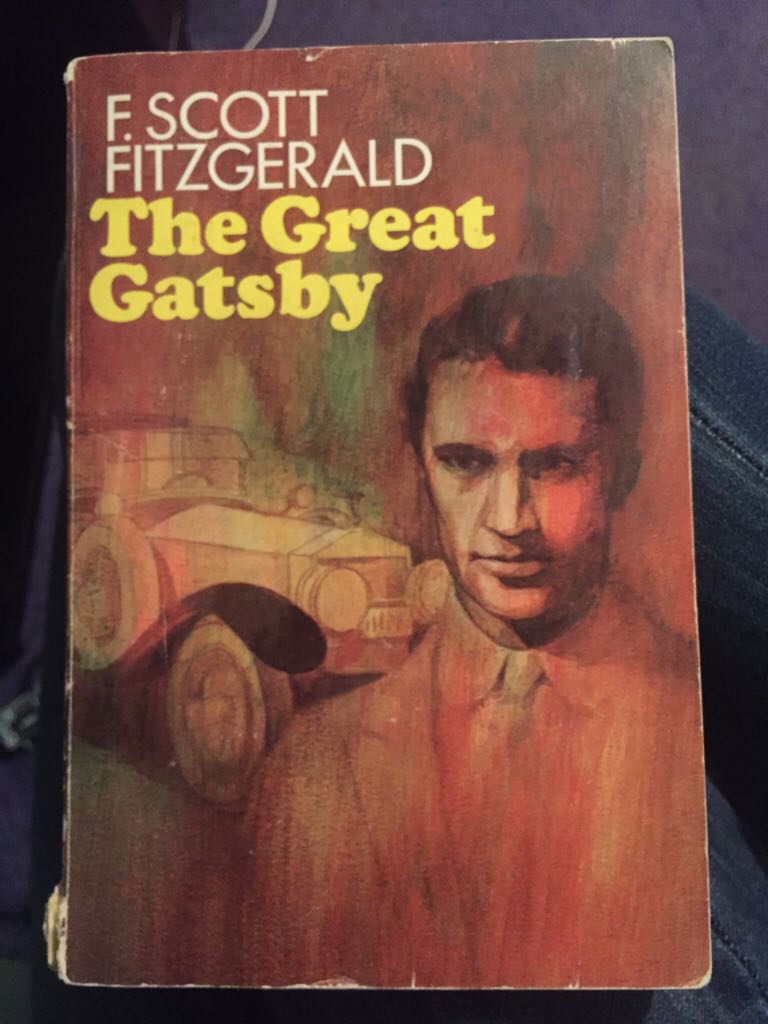 F. SCOTT
FITZGERALD
The Great
Gatsby